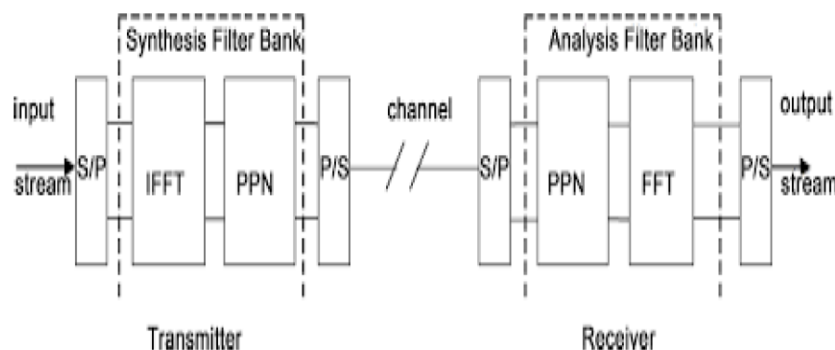 Synthesis Filter Bank
Analysis Filter Bank
input
stream
S/P
IFFT
PPN
P/S
channel
S/P
PPN
FFT
P/S
output
stream
Transmitter
Receiver